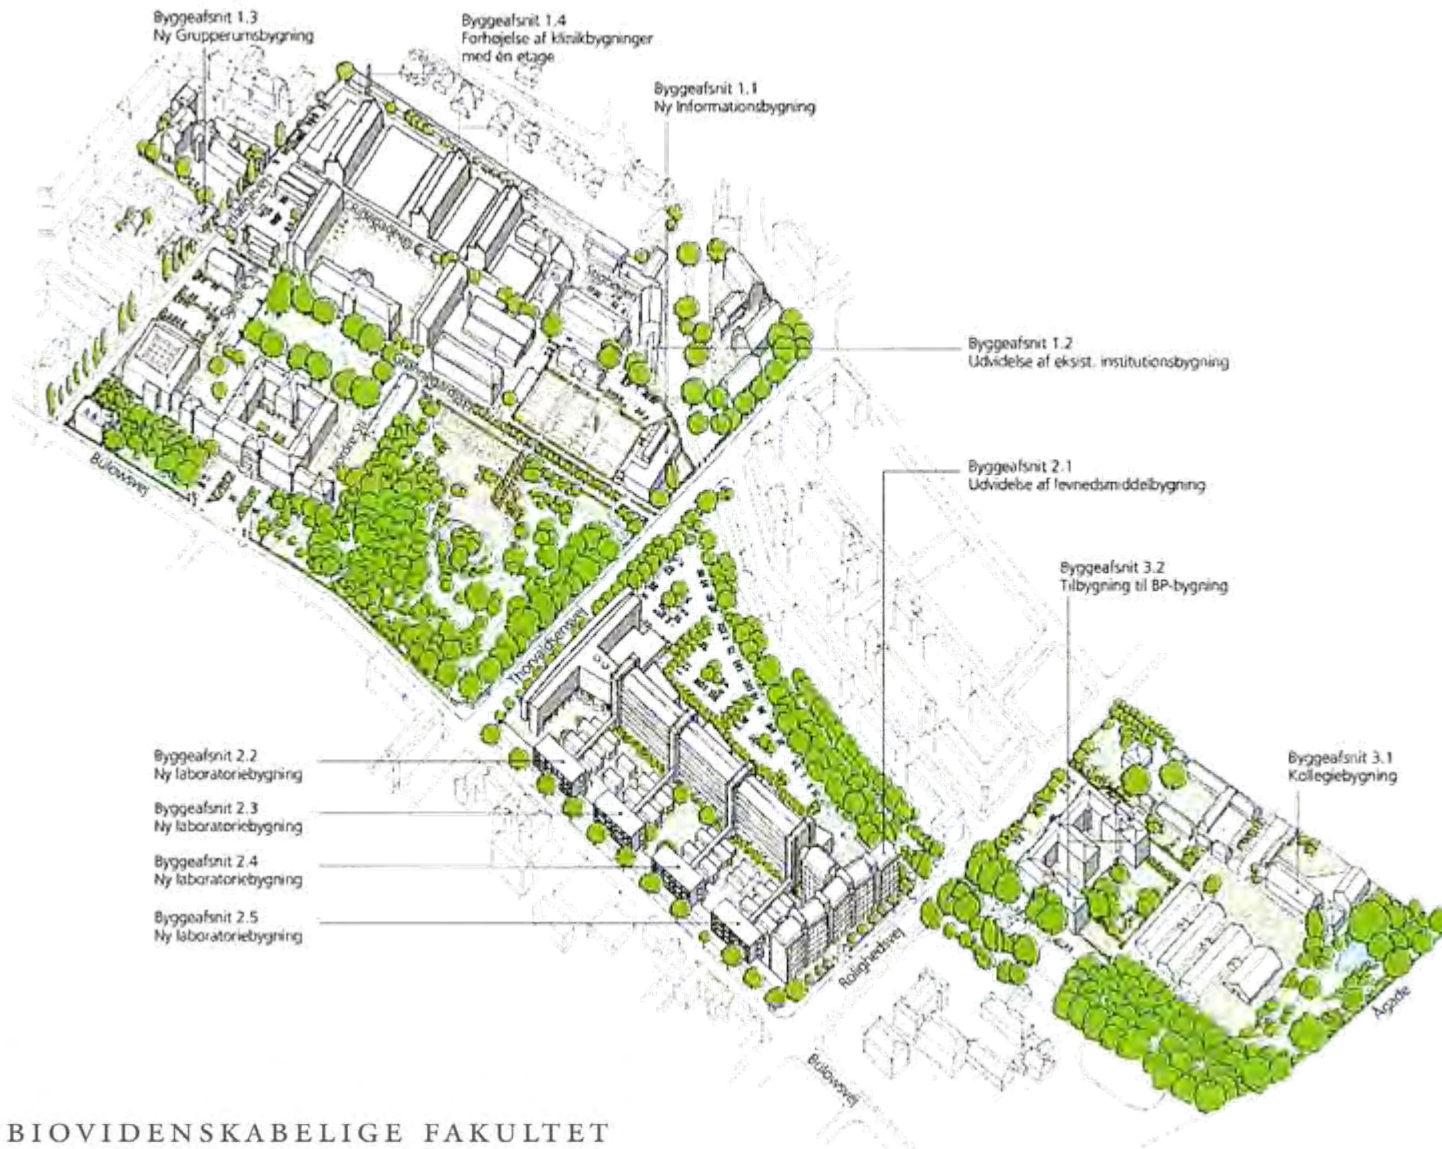 Byggeafsnit 1.3
Ny Grupperumsbygning
Byggeafsnit 1.4
Forhøjelse af klinikbygninger
med én etage
Byggeafsnit 1.1
Ny Informationsbygning
Byggeafsnit 1.2
Udvidelse af eksist. institutionsbygning
Byggeafsnit 2.1
Udvidelse af levnedsmiddelbygning
Byggeafsnit 3.2
Tilbygning til BP-bygning
Byggeafsnit 3.1
Kollegiebygning
Bülowsvej
Thorvaldsensvej
Byggeafsnit 2.2
Ny laboratoriebygning
Byggeafsnit 2.3
Ny laboratoriebygning
Byggeafsnit 2.4
Ny laboratoriebygning
Byggeafsnit 2.5
Ny laboratoriebygning
Rolighedsvej
Ågade
Bülowsvej
BIOVIDENSKABELIGE FAKULTET